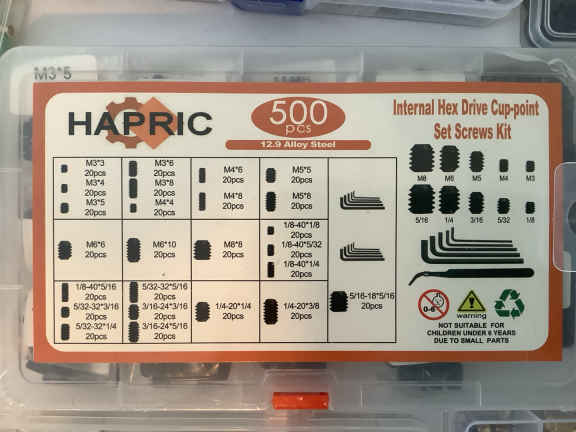 M3*5
HAPRIC
500
pcs
12.9 Alloy Steel
Internal Hex Drive Cup-point
Set Screws Kit
M3*3
20pcs
M3*4
20pcs
M3*5
20pcs
M3*6
20pcs
M3*8
20pcs
M4*4
20pcs
M4*6
20pcs
M4*8
20pcs
M5*5
20pcs
M5*8
20pcs
M6*6
20pcs
M6*10
20pcs
M8*8
20pcs
1/8-40*1/8
20pcs
1/8-40*5/32
20pcs
1/8-40*1/4
20pcs
1/8-40*5/16
20pcs
5/32-32*3/16
20pcs
5/32-32*1/4
20pcs
5/32-32*5/16
20pcs
3/16-24*3/16
20pcs
3/16-24*5/16
20pcs
1/4-20*1/4
20pcs
1/4-20*3/8
20pcs
5/16-18*5/16
20pcs
M8 M6 M5 M4 M3
5/16 1/4 3/16 5/32 1/8
0-6
warning
NOT SUITABLE FOR
CHILDREN UNDER 6 YEARS
DUE TO SMALL PARTS